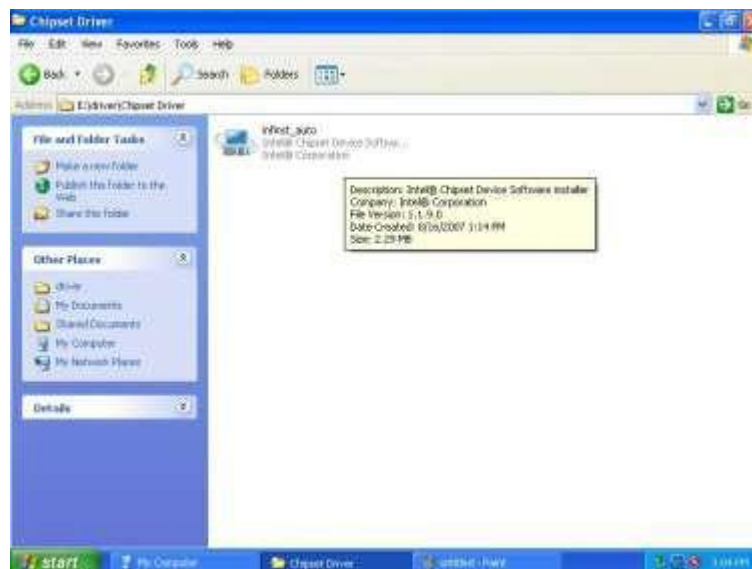 Chipset Driver
File Edit View Favorites Tools Help
Back Search Folders
Address E:\driver\Chipset Driver Go
File and Folder Tasks
Make a new folder
Publish this folder to the
Web
Share this folder
Other Places
driver
My Documents
Shared Documents
My Computer
My Network Places
Details
infinst_auto
Intel® Chipset Device Softwa...
Intel® Corporation
Description: Intel® Chipset Device Software Installer
Company: Intel® Corporation
File Version: 5.1.9.0
Date Created: 8/16/2007 1:14 PM
Size: 2.29 MB
start My Computer Chipset Driver untitled - Paint